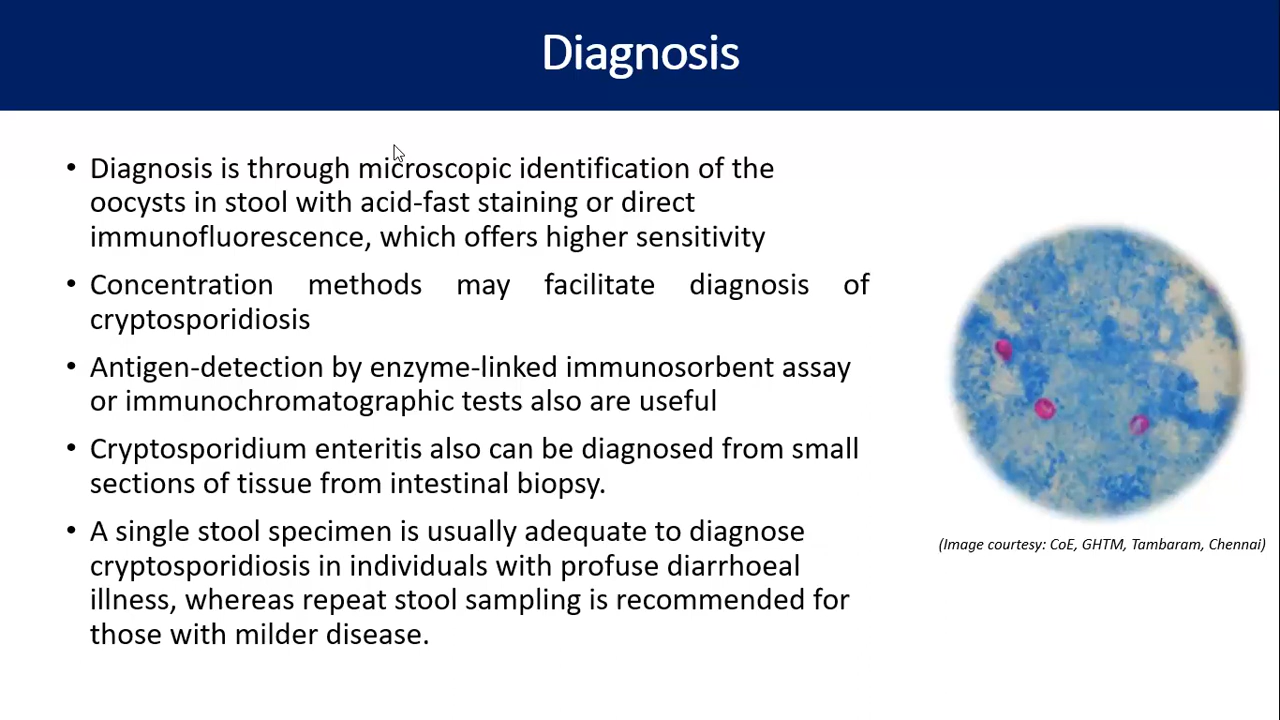 Diagnosis
• Diagnosis is through microscopic identification of the
oocysts in stool with acid-fast staining or direct
immunofluorescence, which offers higher sensitivity
• Concentration methods may facilitate diagnosis of
cryptosporidiosis
• Antigen-detection by enzyme-linked immunosorbent assay
or immunochromatographic tests also are useful
• Cryptosporidium enteritis also can be diagnosed from small
sections of tissue from intestinal biopsy.
• A single stool specimen is usually adequate to diagnose
cryptosporidiosis in individuals with profuse diarrhoeal
illness, whereas repeat stool sampling is recommended for
those with milder disease.
(Image courtesy: CoE, GHTM, Tambaram, Chennai)